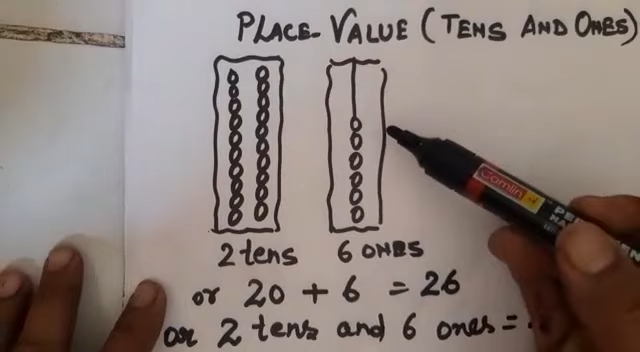 PLACE-VALUE (TENS AND ONES)
2 tens 6 ONES
or 20 + 6 = 26
or 2 tens and 6 ones =
Camlin